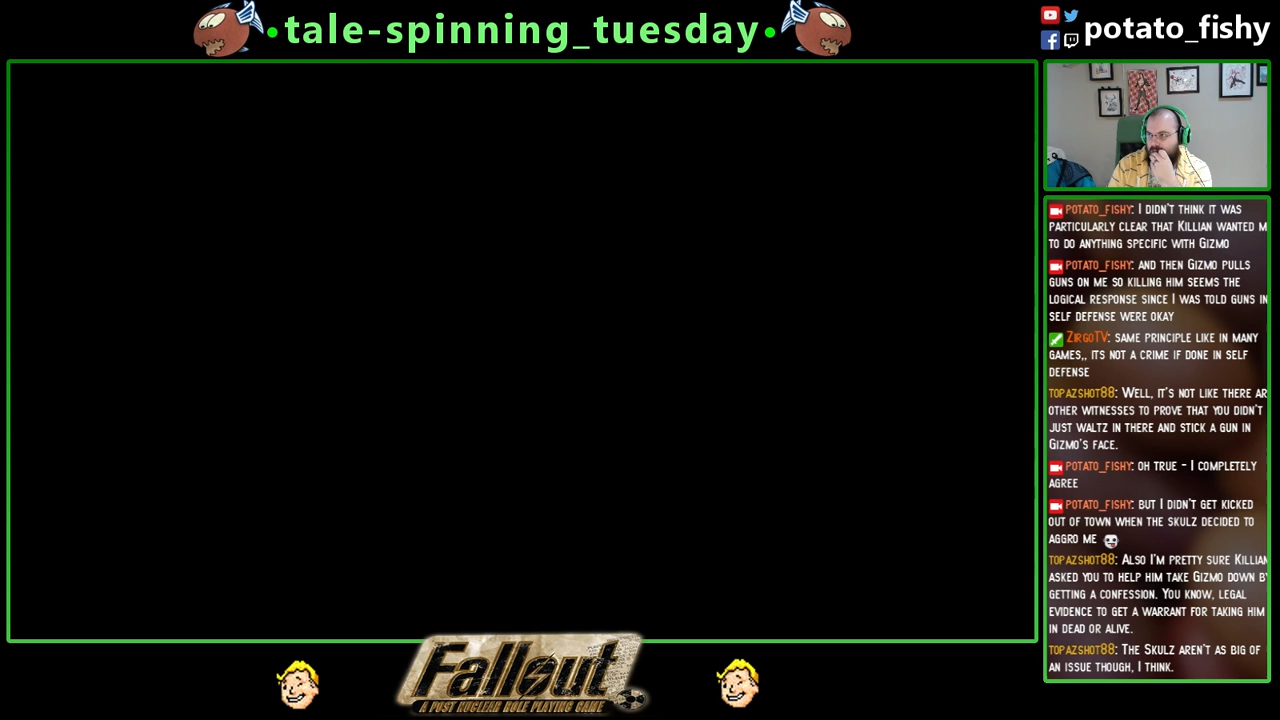 •tale-spinning_tuesday•
potato_fishy
POTATO_FISHY: I DIDN'T THINK IT WAS
PARTICULARLY CLEAR THAT KILLIAN WANTED M
TO DO ANYTHING SPECIFIC WITH GIZMO
POTATO_FISHY: AND THEN GIZMO PULLS
GUNS ON ME SO KILLING HIM SEEMS THE
LOGICAL RESPONSE SINCE I WAS TOLD GUNS IN
SELF DEFENSE WERE OKAY
ZIRGOTV: SAME PRINCIPLE LIKE IN MANY
GAMES,, ITS NOT A CRIME IF DONE IN SELF
DEFENSE
TOPAZSHOT88: WELL, IT'S NOT LIKE THERE AR
OTHER WITNESSES TO PROVE THAT YOU DIDN'T
JUST WALTZ IN THERE AND STICK A GUN IN
GIZMO'S FACE.
POTATO_FISHY: OH TRUE - I COMPLETELY
AGREE
POTATO_FISHY: BUT I DIDN'T GET KICKED
OUT OF TOWN WHEN THE SKULZ DECIDED TO
AGGRO ME
TOPAZSHOT88: ALSO I'M PRETTY SURE KILLIAN
ASKED YOU TO HELP HIM TAKE GIZMO DOWN BY
GETTING A CONFESSION. YOU KNOW, LEGAL
EVIDENCE TO GET A WARRANT FOR TAKING HIM
IN DEAD OR ALIVE.
TOPAZSHOT88: THE SKULZ AREN'T AS BIG OF
AN ISSUE THOUGH, I THINK.
Fallout
A POST NUCLEAR ROLE PLAYING GAME